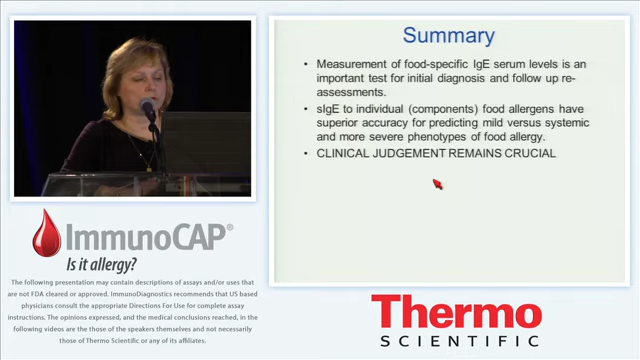 Summary
• Measurement of food-specific IgE serum levels is an
important test for initial diagnosis and follow up re-
assessments.
• sIgE to individual (components) food allergens have
superior accuracy for predicting mild versus systemic
and more severe phenotypes of food allergy.
• CLINICAL JUDGEMENT REMAINS CRUCIAL
ImmunoCAP®
Is it allergy?
The following presentation may contain descriptions of assays and/or uses that
are not FDA cleared or approved. ImmunoDiagnostics recommends that US based
physicians consult the appropriate Directions For Use for complete assay
instructions. The opinions expressed, and the medical conclusions reached, in the
following videos are the those of the speakers themselves and not necessarily
those of Thermo Scientific or any of its affiliates.
Thermo
SCIENTIFIC